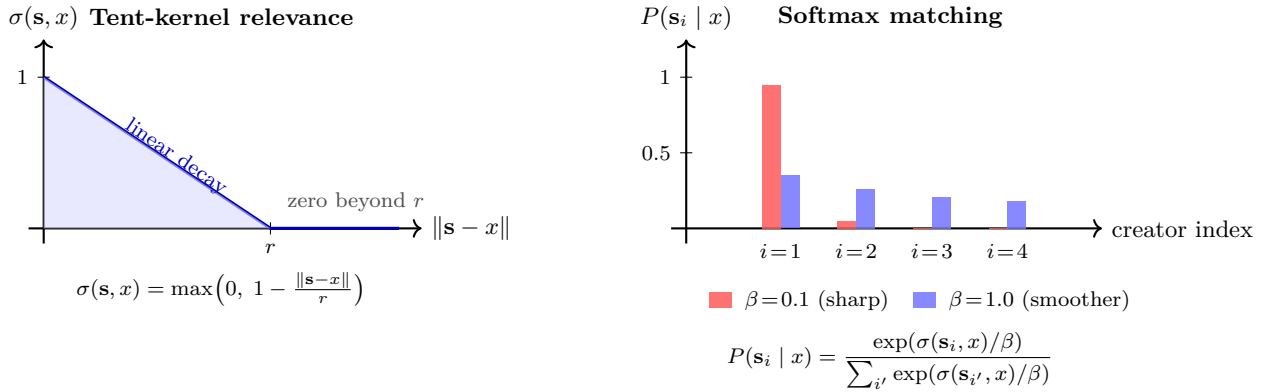 σ(s, x) Tent-kernel relevance
1
linear decay
zero beyond r
‖s − x‖
r
σ(s, x) = max(0, 1 − ‖s−x‖/r)
P(s_i | x) Softmax matching
1
0.5
creator index
i=1 i=2 i=3 i=4
β=0.1 (sharp) β=1.0 (smoother)
P(s_i | x) = exp(σ(s_i, x)/β) / ∑_{i′} exp(σ(s_{i′}, x)/β)